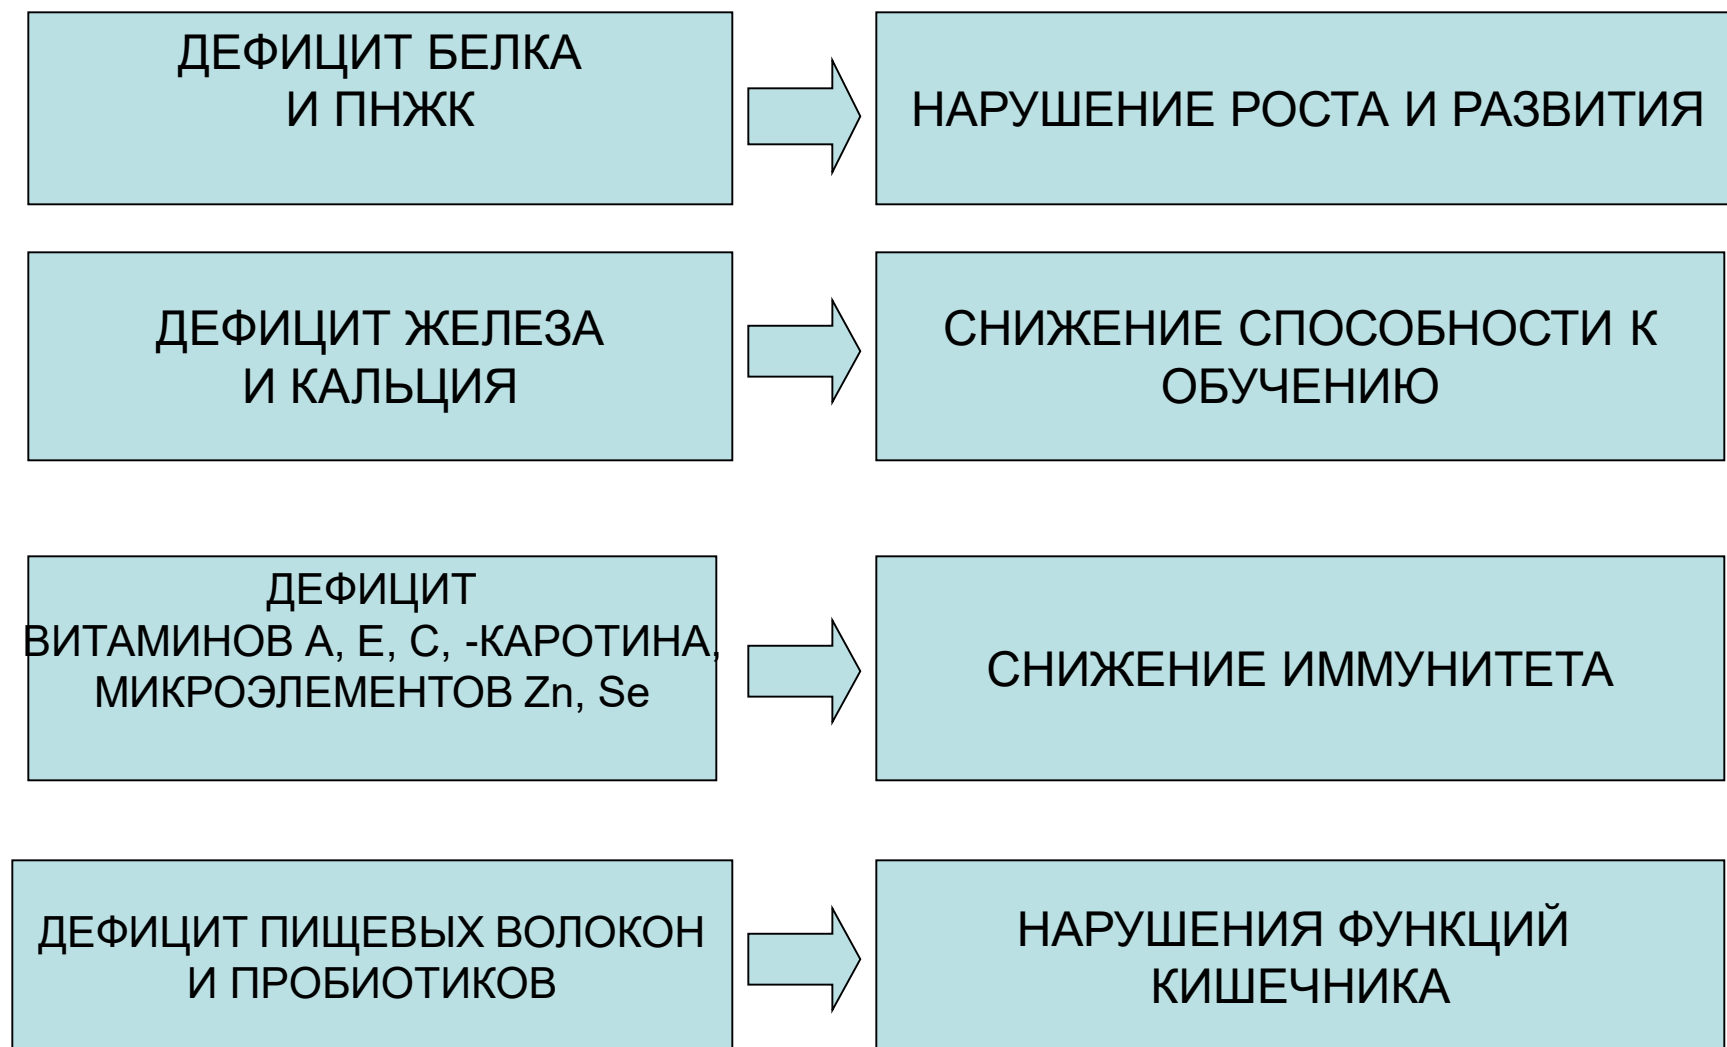 ДЕФИЦИТ БЕЛКА
И ПНЖК
НАРУШЕНИЕ РОСТА И РАЗВИТИЯ
ДЕФИЦИТ ЖЕЛЕЗА
И КАЛЬЦИЯ
СНИЖЕНИЕ СПОСОБНОСТИ К
ОБУЧЕНИЮ
ДЕФИЦИТ
ВИТАМИНОВ А, Е, С, -КАРОТИНА,
МИКРОЭЛЕМЕНТОВ Zn, Se
СНИЖЕНИЕ ИММУНИТЕТА
ДЕФИЦИТ ПИЩЕВЫХ ВОЛОКОН
И ПРОБИОТИКОВ
НАРУШЕНИЯ ФУНКЦИЙ
КИШЕЧНИКА